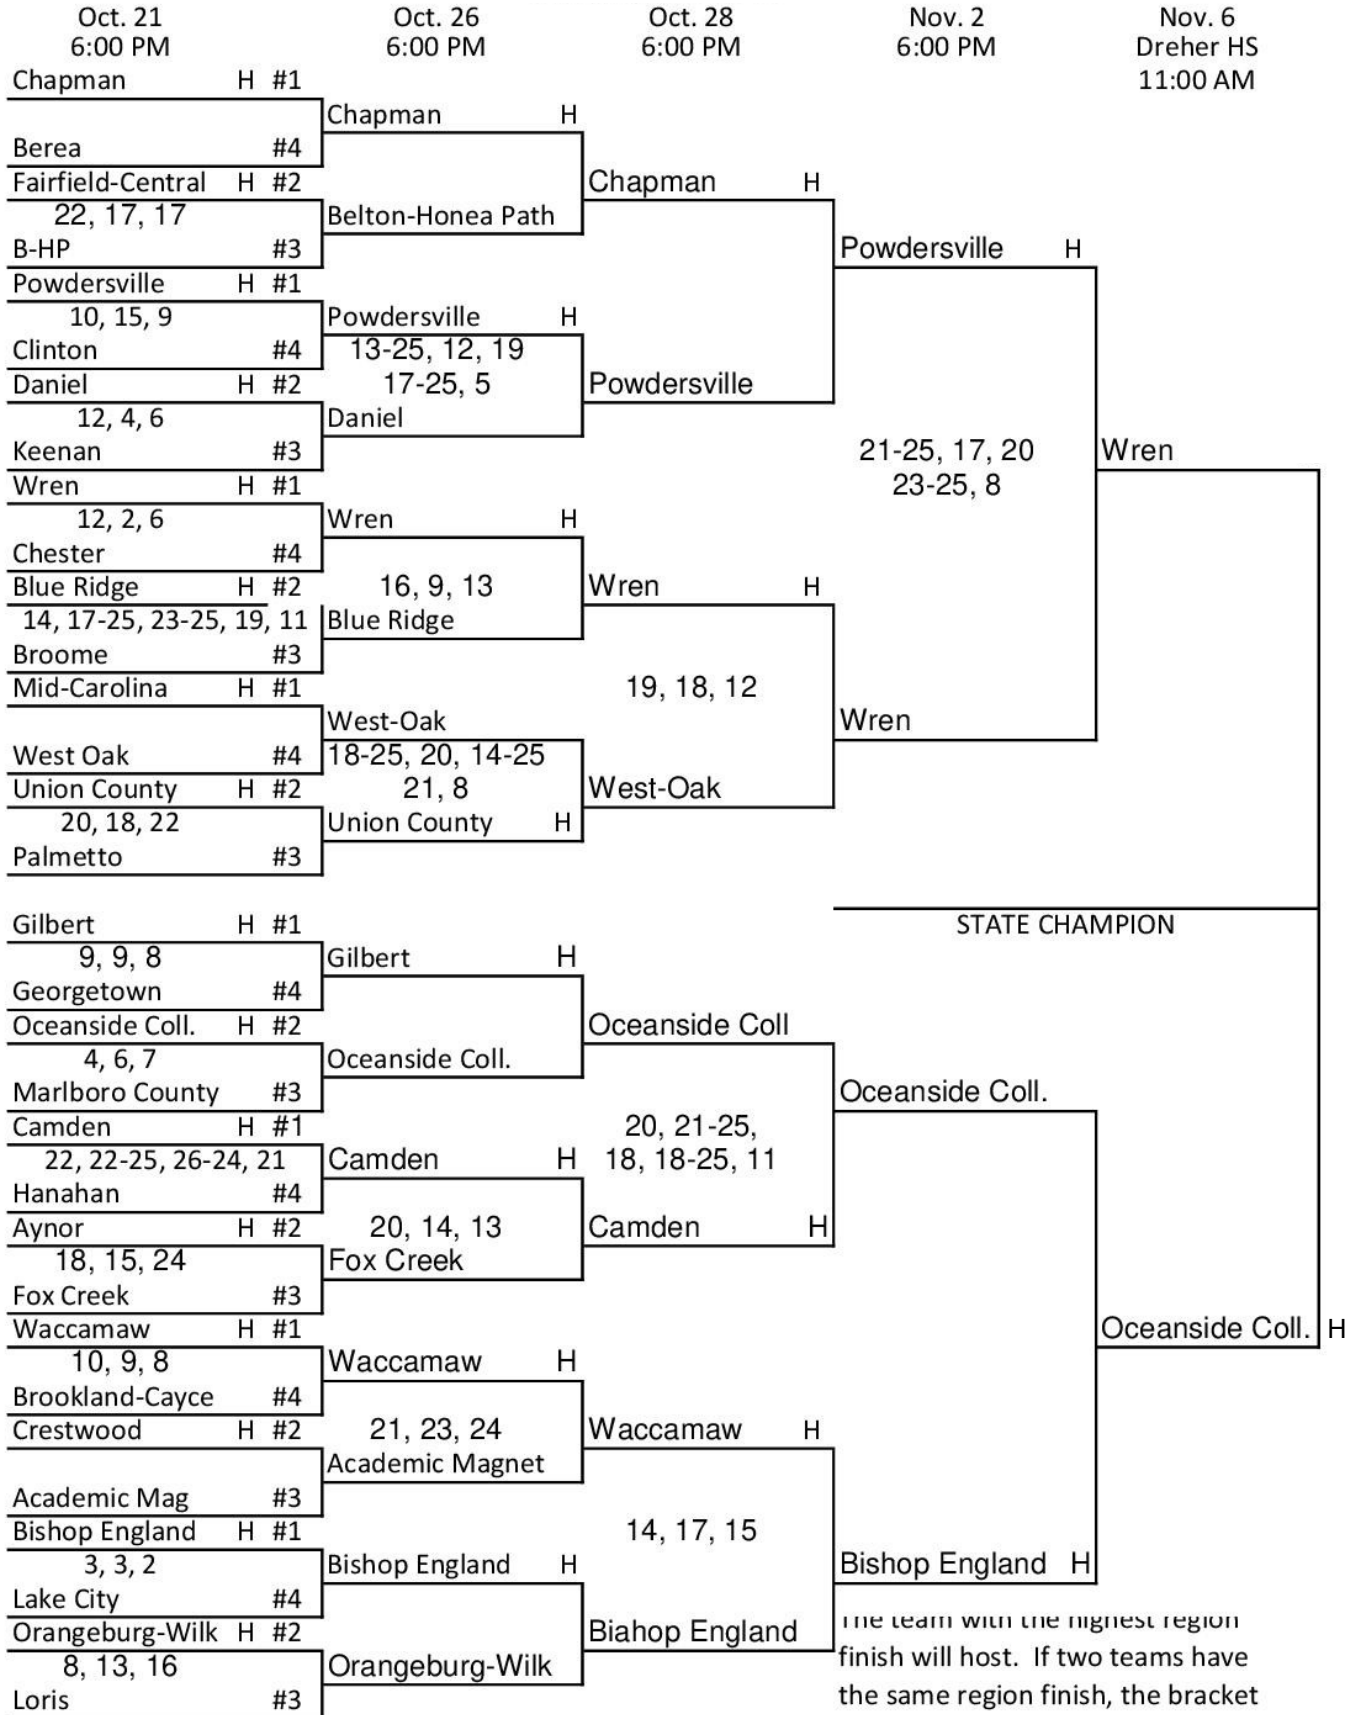 Oct. 21 Oct. 26 Oct. 28 Nov. 2 Nov. 6
6:00 PM 6:00 PM 6:00 PM 6:00 PM Dreher HS
Chapman H #1 11:00 AM
Chapman H
Berea #4
Fairfield-Central H #2 Chapman H
22, 17, 17 Belton-Honea Path
B-HP #3 Powdersville H
Powdersville H #1
10, 15, 9 Powdersville H
Clinton #4 13-25, 12, 19
Daniel H #2 17-25, 5 Powdersville
12, 4, 6 Daniel
Keenan #3 21-25, 17, 20 Wren
Wren H #1 23-25, 8
12, 2, 6 Wren H
Chester #4
Blue Ridge H #2 16, 9, 13 Wren H
14, 17-25, 23-25, 19, 11 Blue Ridge
Broome #3
Mid-Carolina H #1 19, 18, 12
West-Oak Wren
West Oak #4 18-25, 20, 14-25
Union County H #2 21, 8 West-Oak
20, 18, 22 Union County H
Palmetto #3
Gilbert H #1 STATE CHAMPION
9, 9, 8 Gilbert H
Georgetown #4
Oceanside Coll. H #2 Oceanside Coll
4, 6, 7 Oceanside Coll.
Marlboro County #3 Oceanside Coll.
Camden H #1 20, 21-25,
22, 22-25, 26-24, 21 Camden H 18, 18-25, 11
Hanahan #4
Aynor H #2 20, 14, 13 Camden H
18, 15, 24 Fox Creek
Fox Creek #3
Waccamaw H #1 Oceanside Coll. H
10, 9, 8 Waccamaw H
Brookland-Cayce #4
Crestwood H #2 21, 23, 24 Waccamaw H
Academic Magnet
Academic Mag #3
Bishop England H #1 14, 17, 15
3, 3, 2 Bishop England H Bishop England H
Lake City #4
Orangeburg-Wilk H #2 Biahop England The team with the highest region
8, 13, 16 Orangeburg-Wilk finish will host. If two teams have
Loris #3 the same region finish, the bracket